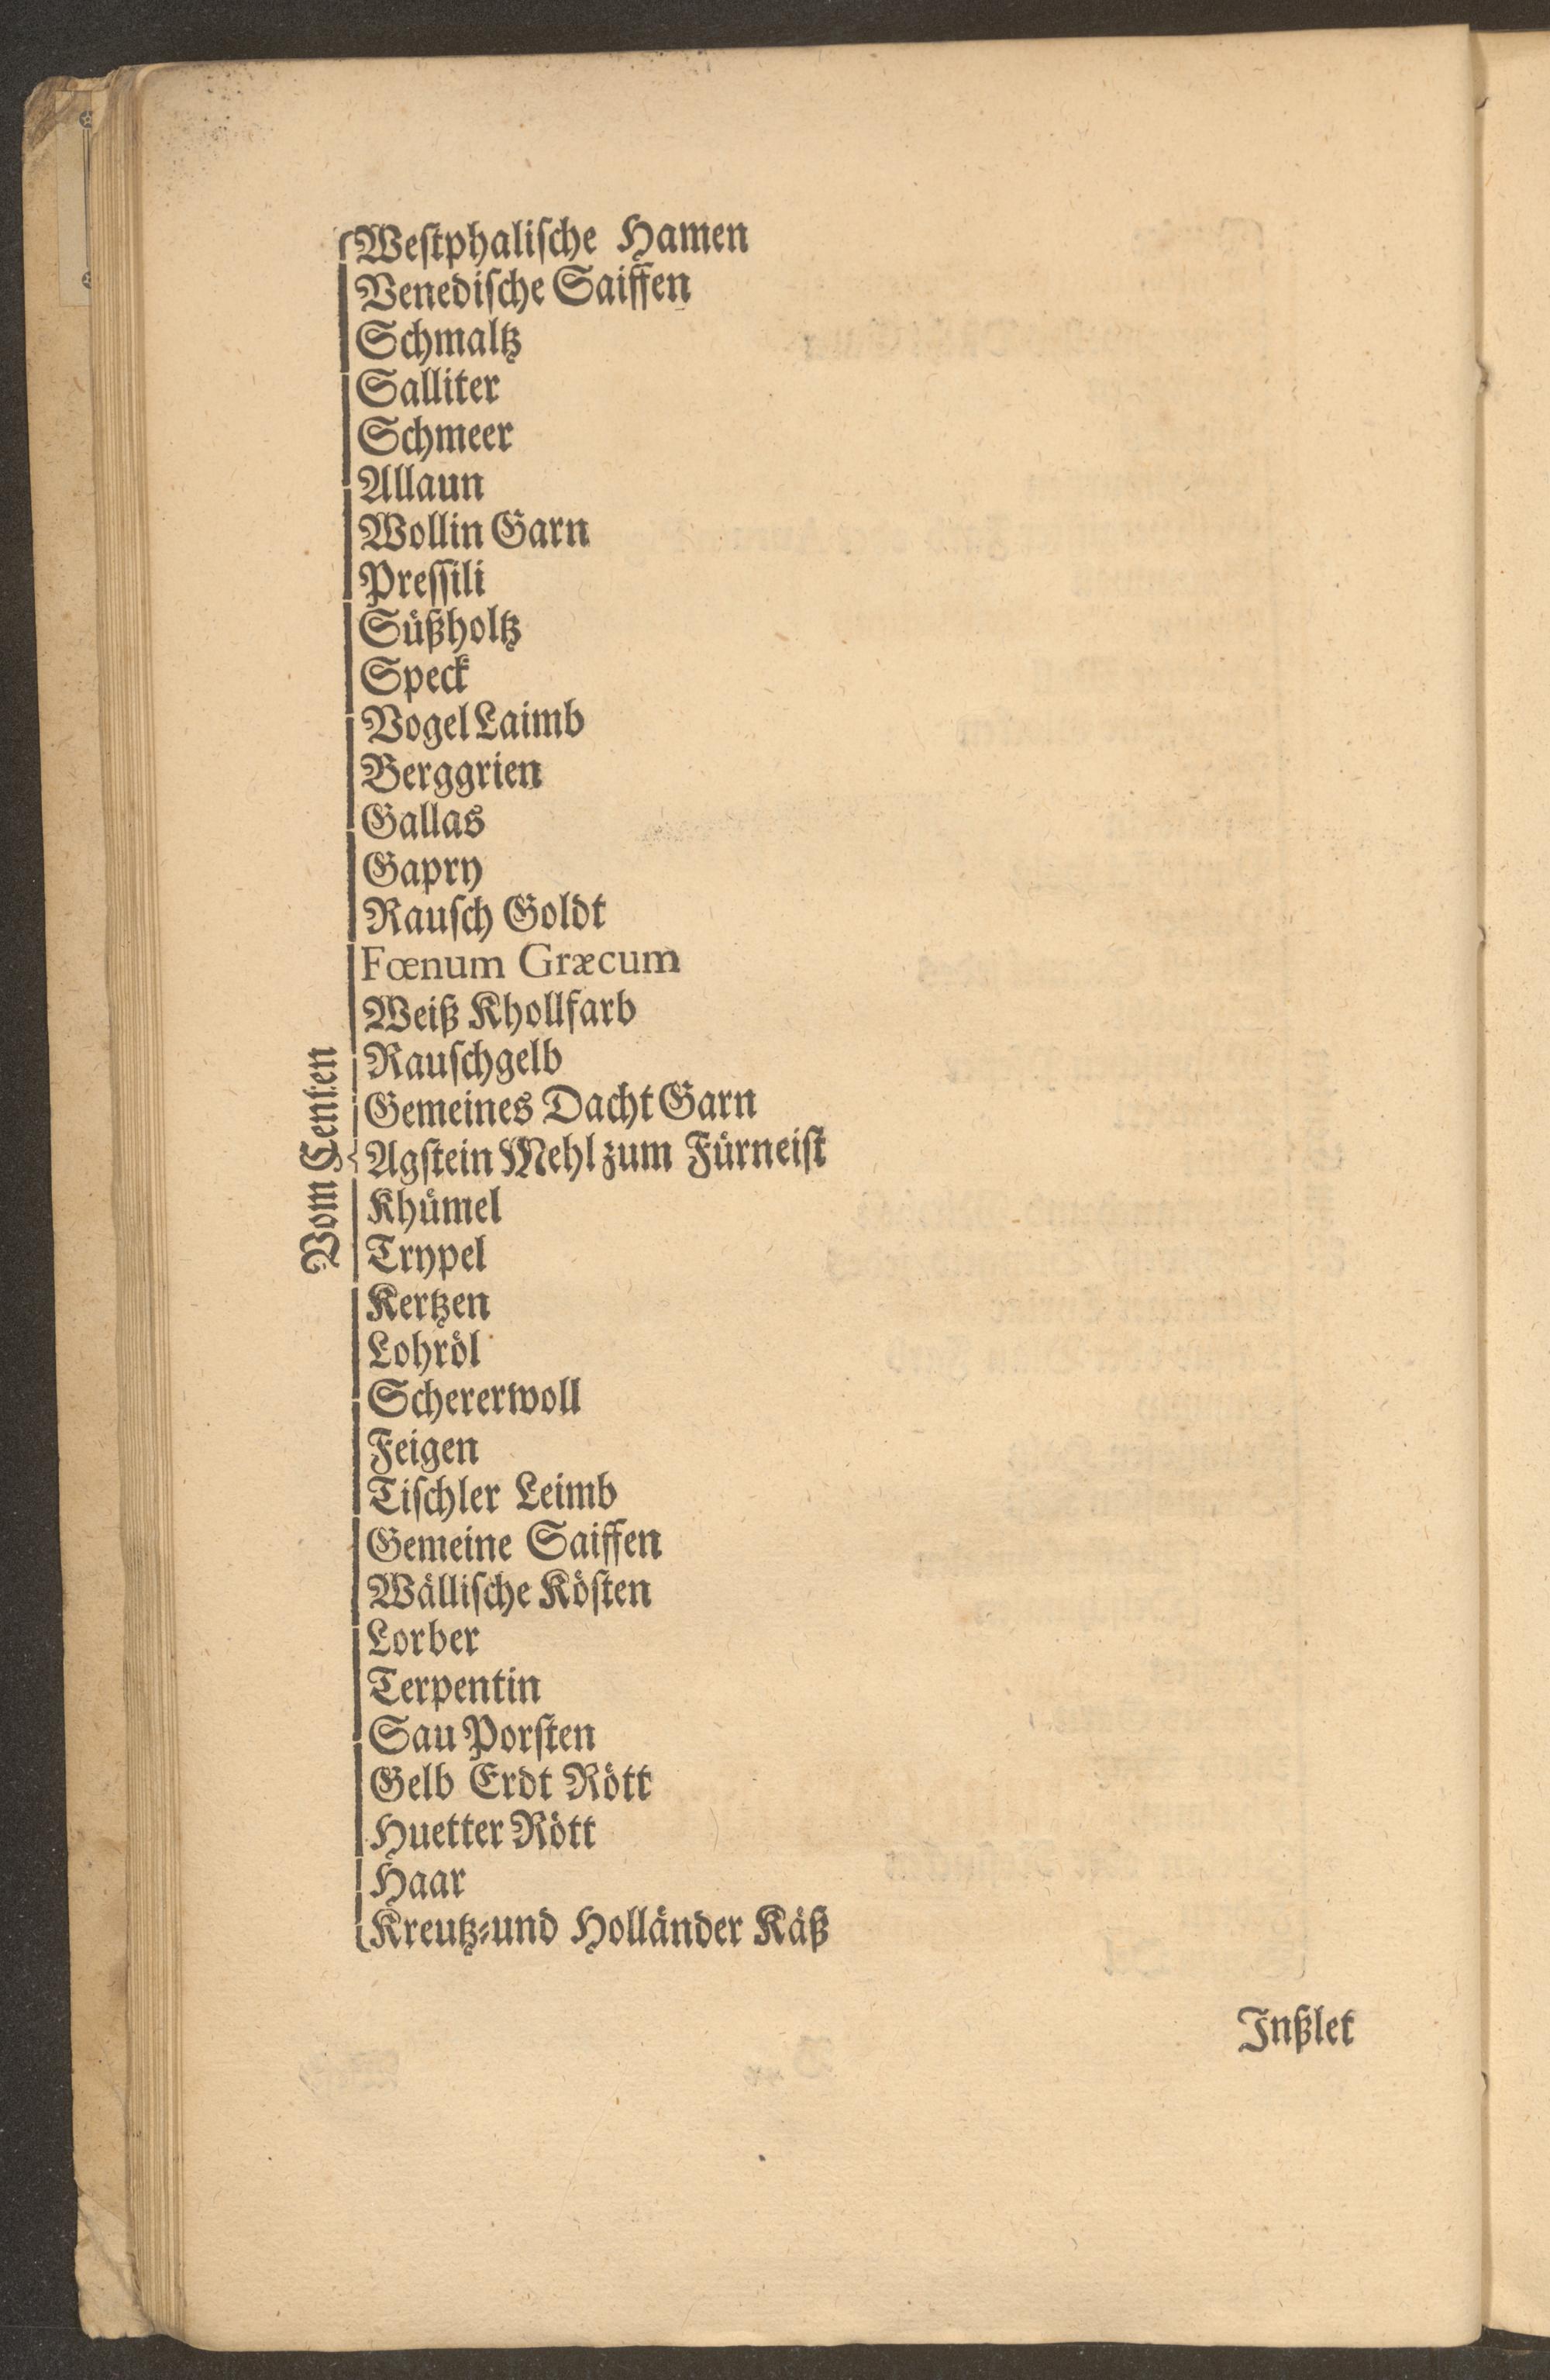 Westphalische Hamen
Venedische Saiffen
Schmaltz
Salliter
Schmeer
Allaun
Wollin Garn
Pressili
Süßholtz
Speck
Vogel Laimb
Berggrien
Gallas
Gapry
Rausch Goldt
Fœnum Græcum
Weiß Khollfarb
Rauschgelb
Gemeines Dacht Garn
Vom Centen
Agstein Mehl zum Fürneist
Khümel
Trypel
Kertzen
Lohröl
Schererwoll
Feigen
Tischler Leimb
Gemeine Saiffen
Wällische Kösten
Lorber
Terpentin
Sau Porsten
Gelb Erdt Rött
Huetter Rött
Haar
Kreutz-und Holländer Käß
Inßlet